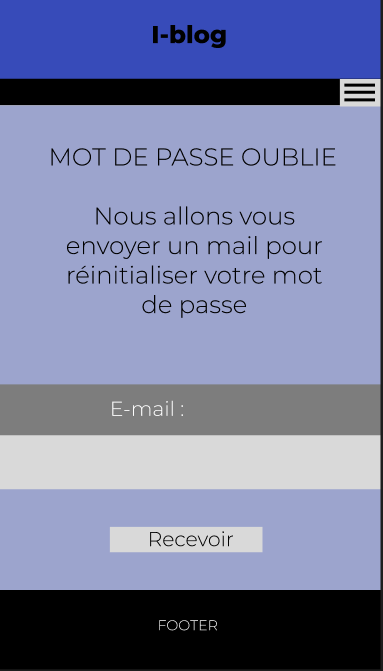 I-blog
MOT DE PASSE OUBLIE
Nous allons vous
envoyer un mail pour
réinitialiser votre mot
de passe
E-mail :
Recevoir
FOOTER